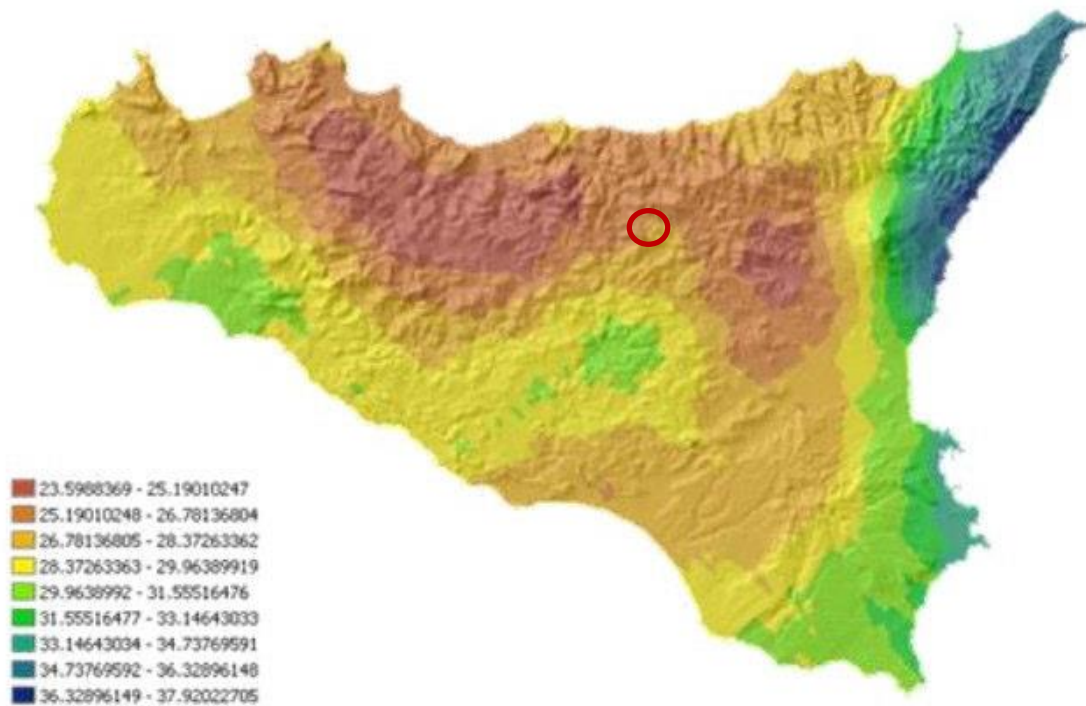 23.5988369 - 25.19010247
25.19010248 - 26.78136804
26.78136805 - 28.37263362
28.37263363 - 29.96389919
29.9638992 - 31.55516476
31.55516477 - 33.14643033
33.14643034 - 34.73769591
34.73769592 - 36.32896148
36.32896149 - 37.92022705